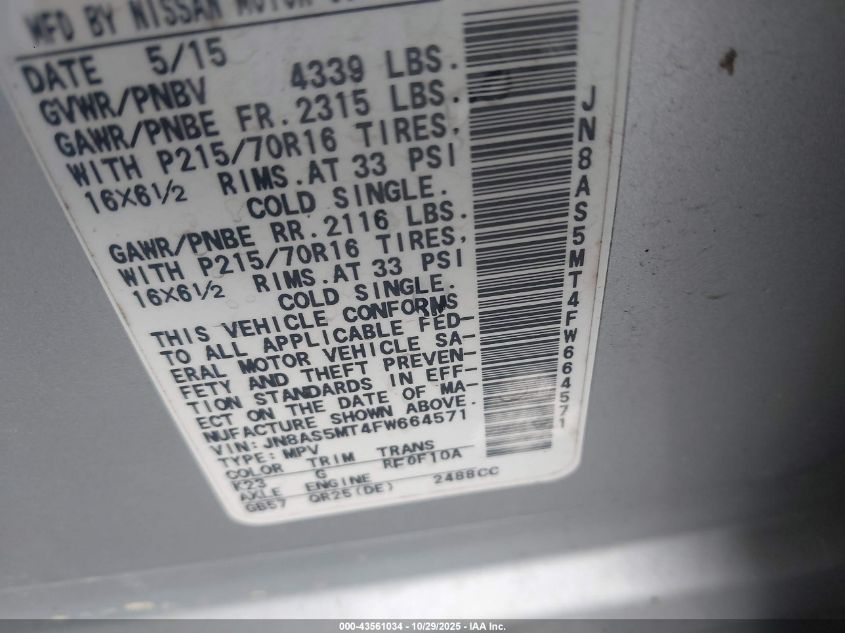 MFD BY NISSAN MOTOR
DATE 5/15
GVWR/PNBV 4339 LBS.
GAWR/PNBE FR.2315 LBS.
WITH P215/70R16 TIRES,
16X6½ RIMS.AT 33 PSI
COLD SINGLE.
GAWR/PNBE RR.2116 LBS.
WITH P215/70R16 TIRES,
16X6½ RIMS.AT 33 PSI
COLD SINGLE.
THIS VEHICLE CONFORMS
TO ALL APPLICABLE FED-
ERAL MOTOR VEHICLE SA-
FETY AND THEFT PREVEN-
TION STANDARDS IN EFF-
ECT ON THE DATE OF MA-
NUFACTURE SHOWN ABOVE.
VIN: JN8AS5MT4FW664571
TYPE: MPV
COLOR TRIM TRANS
K23 G RE0F10A
AXLE ENGINE
GB57 QR25(DE) 2488CC
JN8AS5MT4FW664571
000-43561034 - 10/29/2025 - IAA Inc.